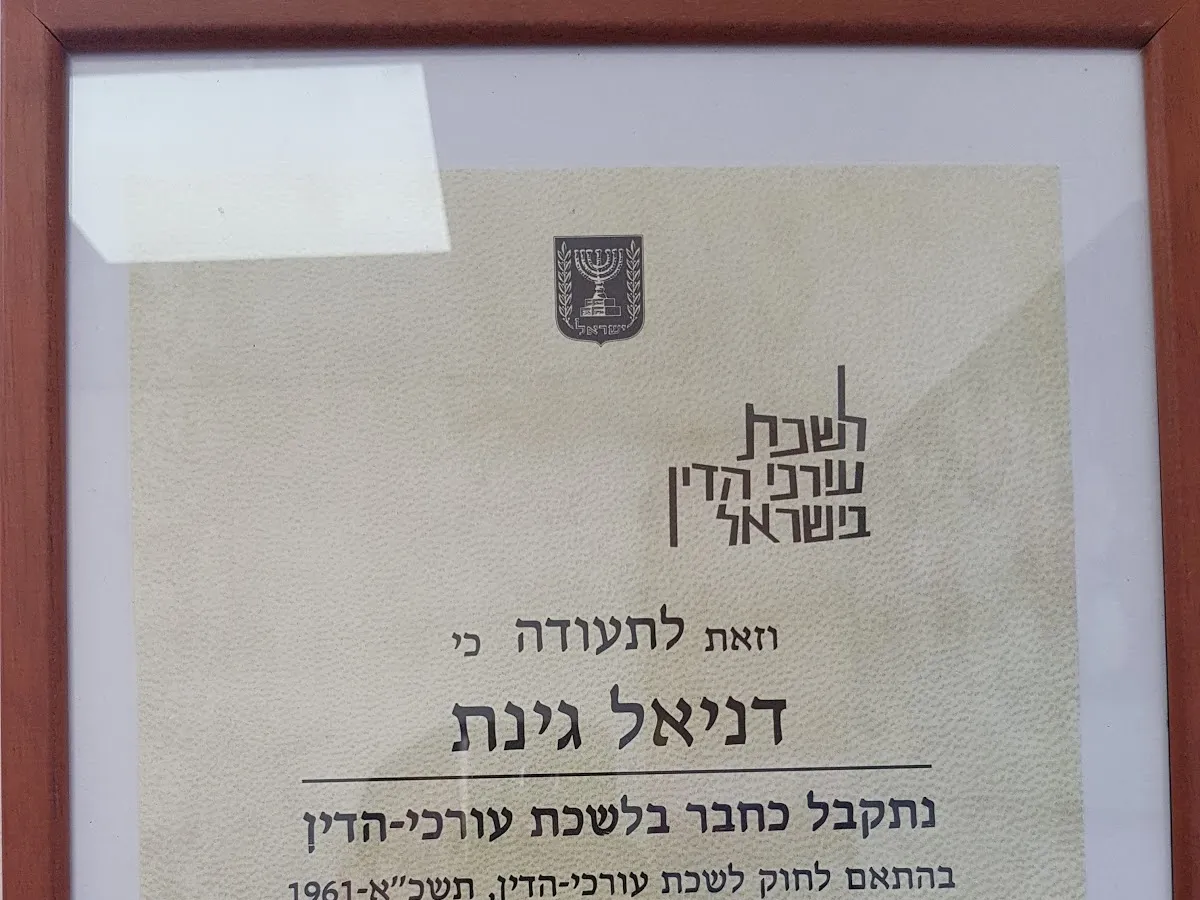 ישראל
לשכת
עורכי הדין
בישראל
וזאת לתעודה כי
דניאל גינת
נתקבל כחבר בלשכת עורכי-הדין
בהתאם לחוק לשכת עורכי-הדין, תשכ"א-1961